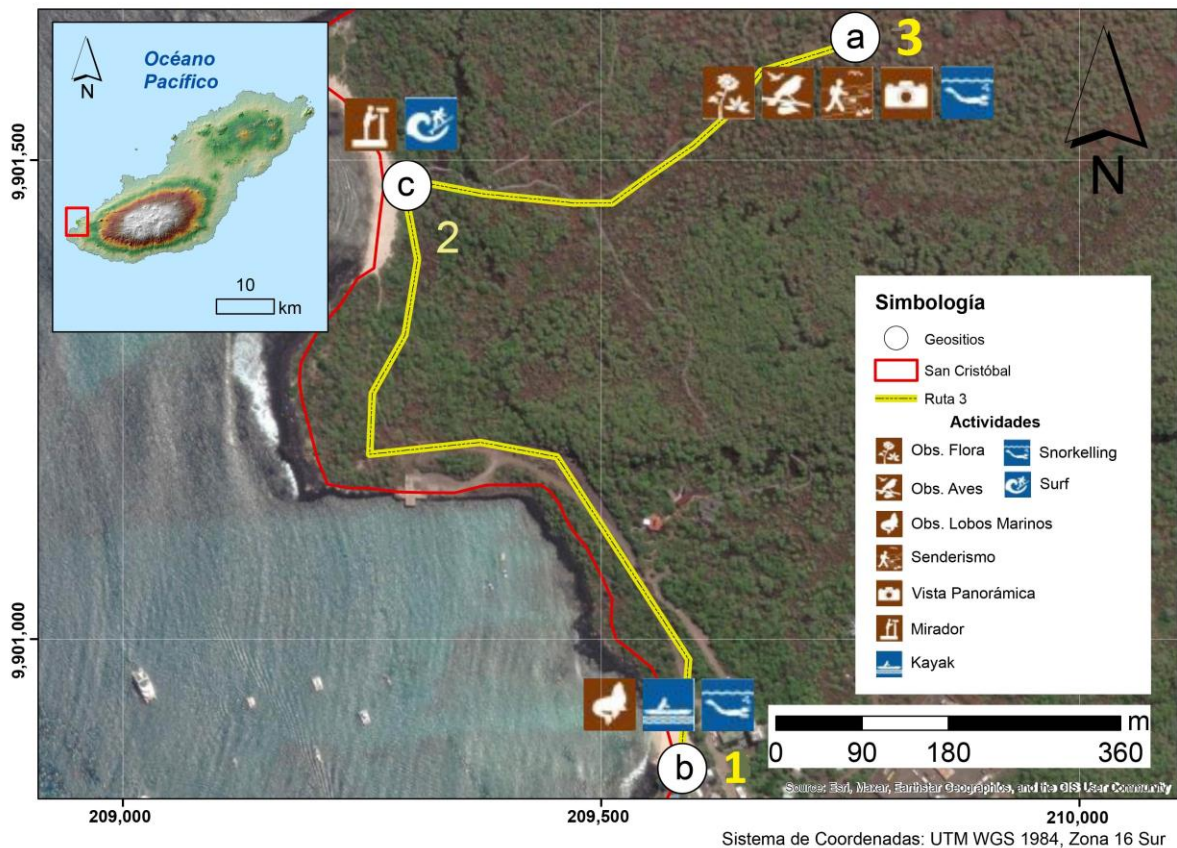 Océano
Pacífico
N
10
km
a
3
9,901,500
c
2
N
Simbología
Geositios
San Cristóbal
Ruta 3
Actividades
Obs. Flora
Snorkelling
Obs. Aves
Surf
Obs. Lobos Marinos
Senderismo
Vista Panorámica
Mirador
Kayak
9,901,000
m
0
90
180
360
b
1
Source: Esri, Maxar, Earthstar Geographics, and the GIS User Community
209,000
209,500
210,000
Sistema de Coordenadas: UTM WGS 1984, Zona 16 Sur